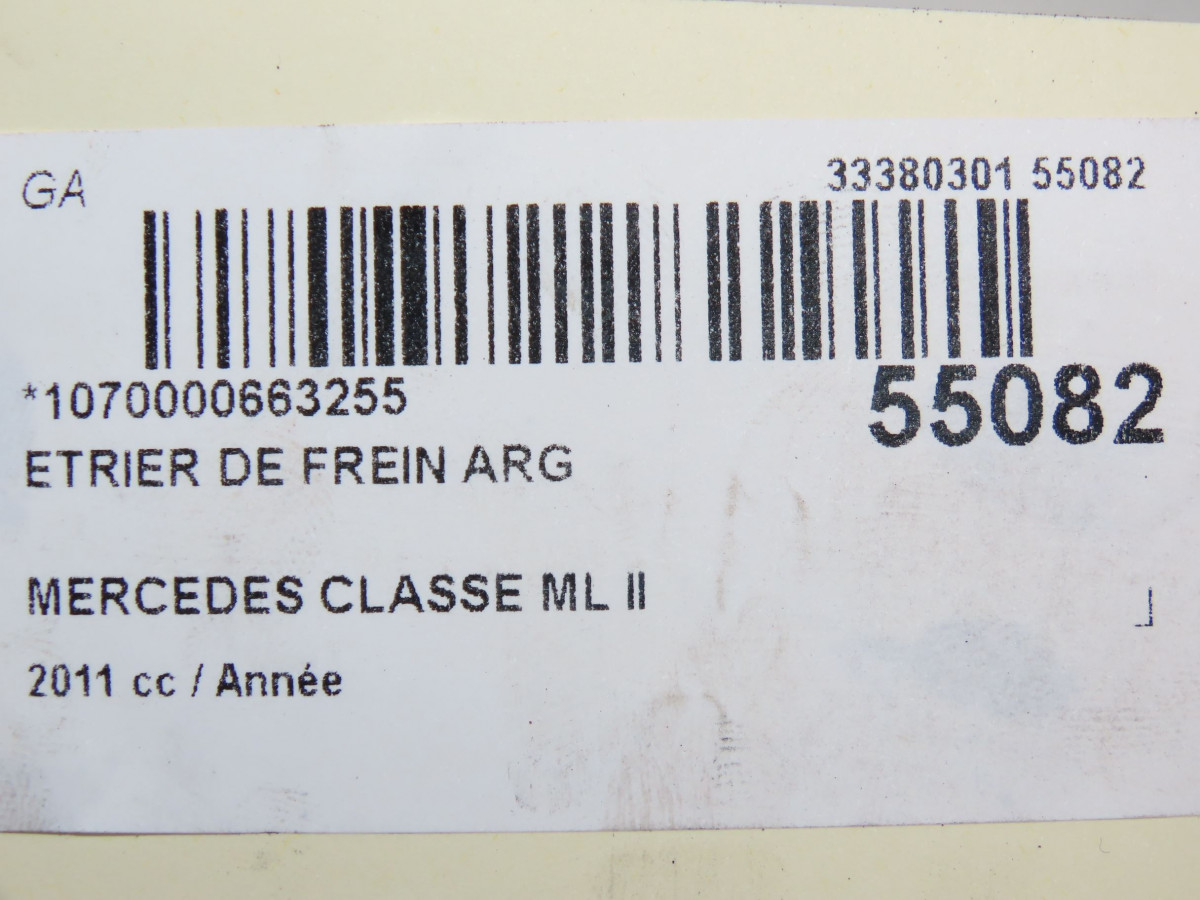 GA
33380301 55082
*1070000663255
55082
ETRIER DE FREIN ARG
MERCEDES CLASSE ML II
2011 cc / Année